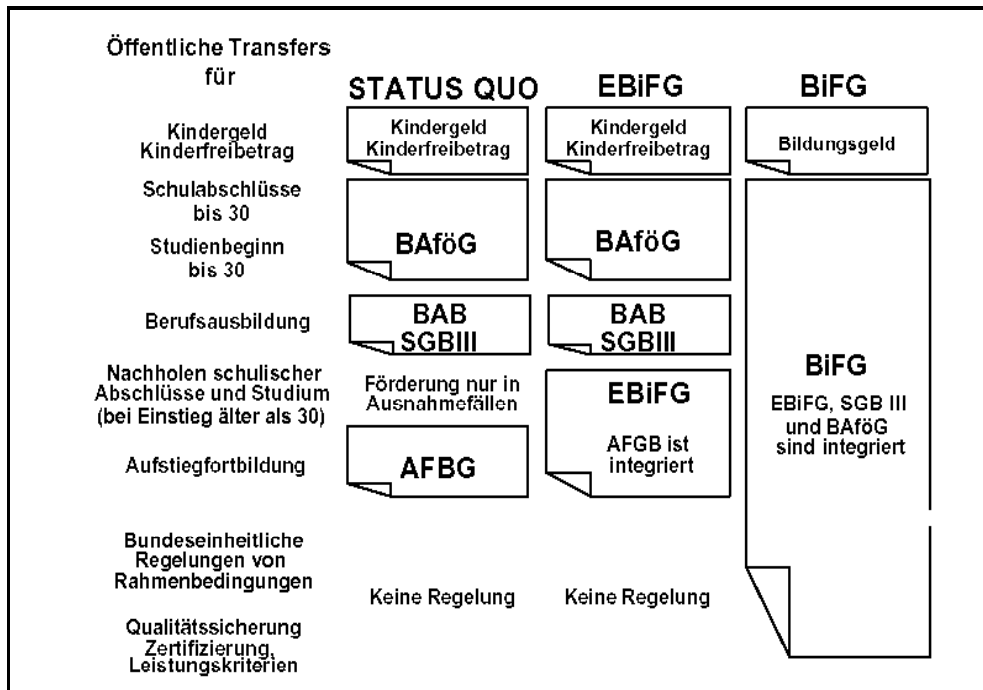 Öffentliche Transfers
für
STATUS QUO
EBiFG
BiFG
Kindergeld
Kinderfreibetrag
Kindergeld
Kinderfreibetrag
Kindergeld
Kinderfreibetrag
Bildungsgeld
Schulabschlüsse
bis 30
Studienbeginn
bis 30
BAföG
BAföG
Berufsausbildung
BAB
SGBIII
BAB
SGBIII
Nachholen schulischer
Abschlüsse und Studium
(bei Einstieg älter als 30)
Förderung nur in
Ausnahmefällen
EBiFG
AFGB ist
integriert
BiFG
EBiFG, SGB III
und BAföG
sind integriert
Aufstiegfortbildung
AFBG
Bundeseinheitliche
Regelungen von
Rahmenbedingungen
Keine Regelung
Keine Regelung
Qualitätssicherung
Zertifizierung,
Leistungskriterien